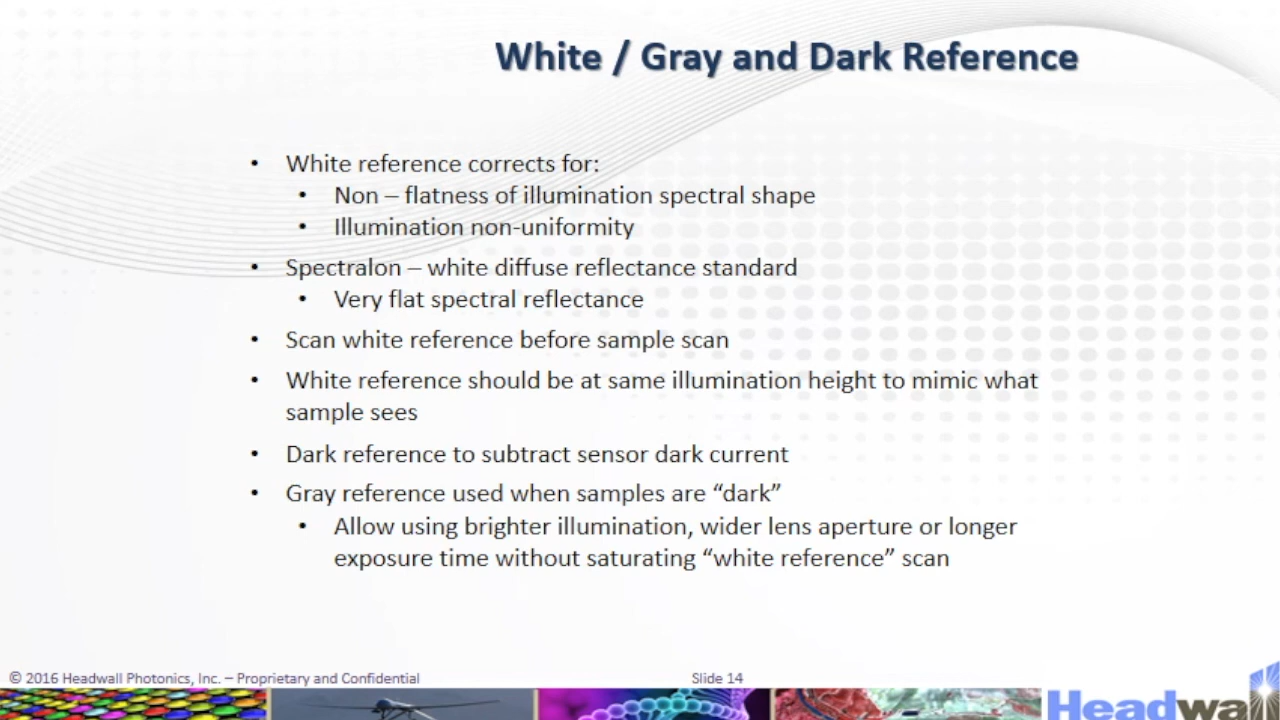 White / Gray and Dark Reference
• White reference corrects for:
• Non – flatness of illumination spectral shape
• Illumination non-uniformity
• Spectralon – white diffuse reflectance standard
• Very flat spectral reflectance
• Scan white reference before sample scan
• White reference should be at same illumination height to mimic what
sample sees
• Dark reference to subtract sensor dark current
• Gray reference used when samples are “dark”
• Allow using brighter illumination, wider lens aperture or longer
exposure time without saturating “white reference” scan
© 2016 Headwall Photonics, Inc. – Proprietary and Confidential
Slide 14
Headwall